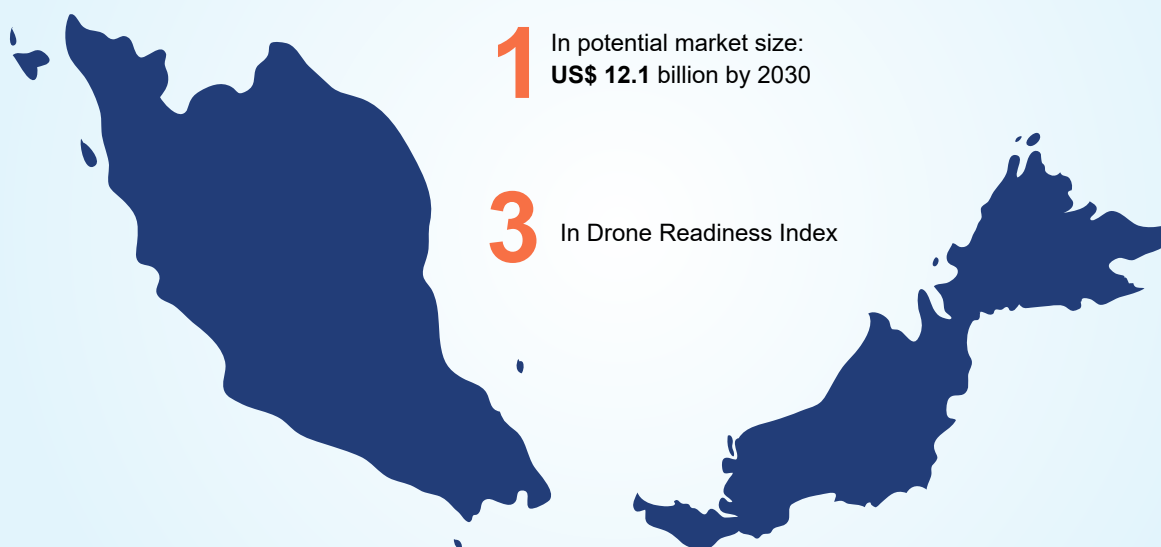 1
In potential market size:
US$ 12.1 billion by 2030
3
In Drone Readiness Index